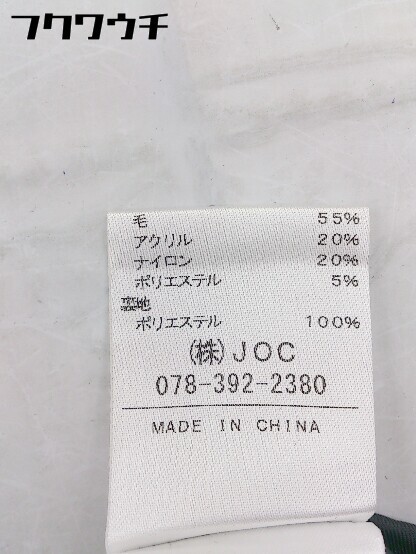 フクワウチ
毛 55%
アクリル 20%
ナイロン 20%
ポリエステル 5%
裏地
ポリエステル 100%
(株)JOC
078-392-2380
MADE IN CHINA